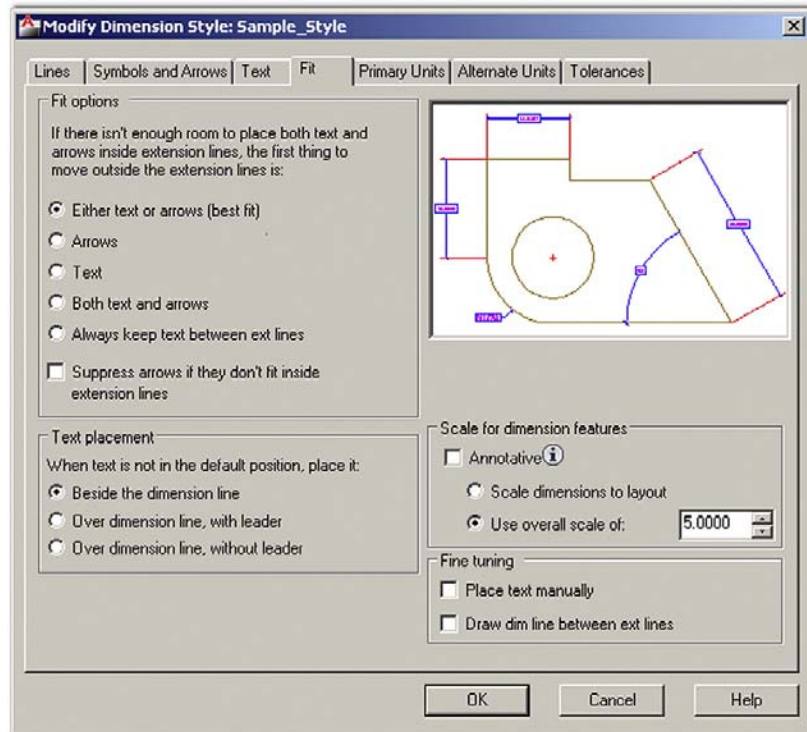 Modify Dimension Style: Sample_Style
Lines
Symbols and Arrows
Text
Fit
Primary Units
Alternate Units
Tolerances
Fit options
If there isn't enough room to place both text and
arrows inside extension lines, the first thing to
move outside the extension lines is:
Either text or arrows (best fit)
Arrows
Text
Both text and arrows
Always keep text between ext lines
Suppress arrows if they don't fit inside
extension lines
Text placement
When text is not in the default position, place it:
Beside the dimension line
Over dimension line, with leader
Over dimension line, without leader
Scale for dimension features
Annotative
Scale dimensions to layout
Use overall scale of:
5.0000
Fine tuning
Place text manually
Draw dim line between ext lines
OK
Cancel
Help